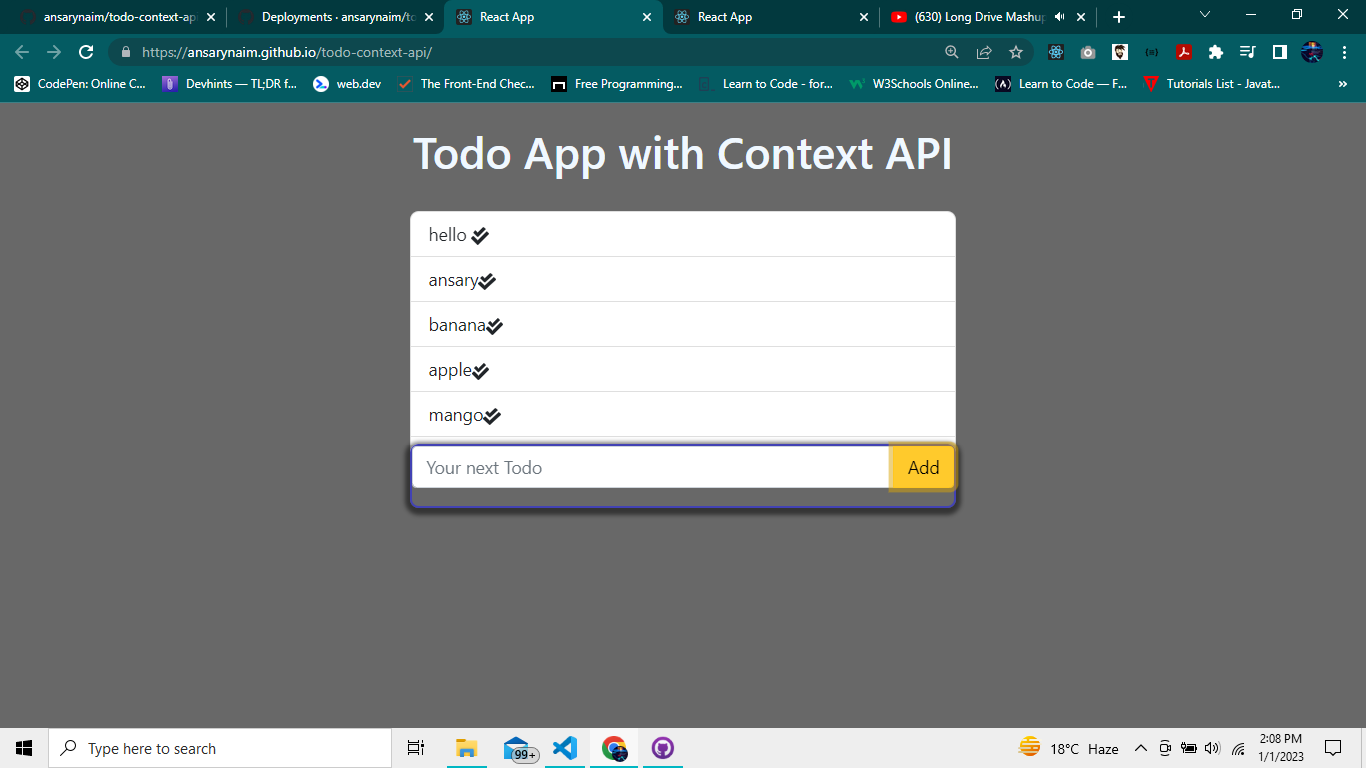 ansarynaim/todo-context-api
Deployments · ansarynaim/to
React App
React App
(630) Long Drive Mashup
https://ansarynaim.github.io/todo-context-api/
CodePen: Online C...
Devhints — TL;DR f...
web.dev
The Front-End Chec...
Free Programming...
Learn to Code - for...
W3Schools Online...
Learn to Code — F...
Tutorials List - Javat...
»
Todo App with Context API
hello
ansary
banana
apple
mango
Your next Todo
Add
Type here to search
99+
18°C Haze
2:08 PM
1/1/2023